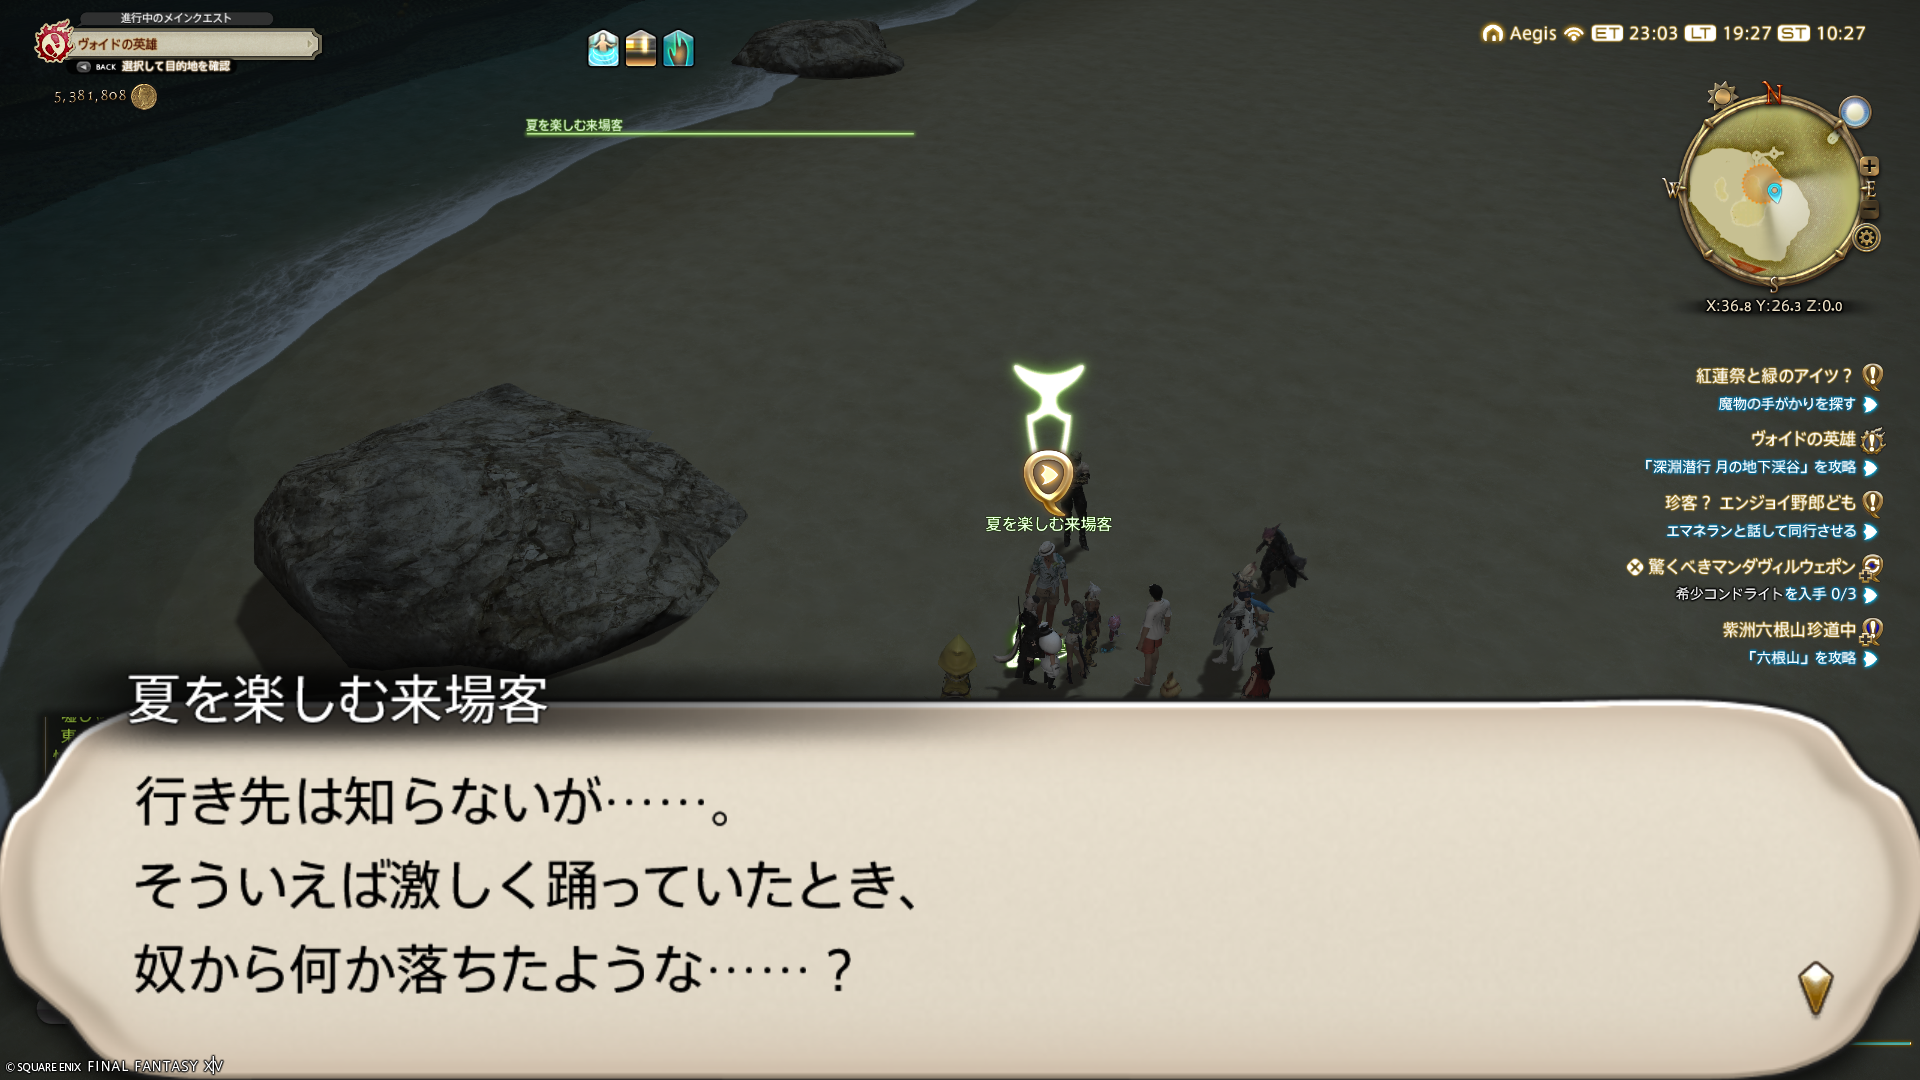 進行中のメインクエスト
ヴォイドの英雄
BACK 選択して目的地を確認
5,381,808
夏を楽しむ来場客
Aegis ET 23:03 LT 19:27 ST 10:27
N
W
E
S
X:36.8 Y:26.3 Z:0.0
紅蓮祭と緑のアイツ？
魔物の手がかりを探す
ヴォイドの英雄
「深淵潜行 月の地下渓谷」を攻略
珍客？ エンジョイ野郎ども
エマネランと話して同行させる
驚くべきマンダヴィルウェポン
希少コンドライトを入手 0/3
紫洲六根山珍道中
「六根山」を攻略
夏を楽しむ来場客
夏を楽しむ来場客
行き先は知らないが……。
そういえば激しく踊っていたとき、
奴から何か落ちたような……？
© SQUARE ENIX FINAL FANTASY XIV